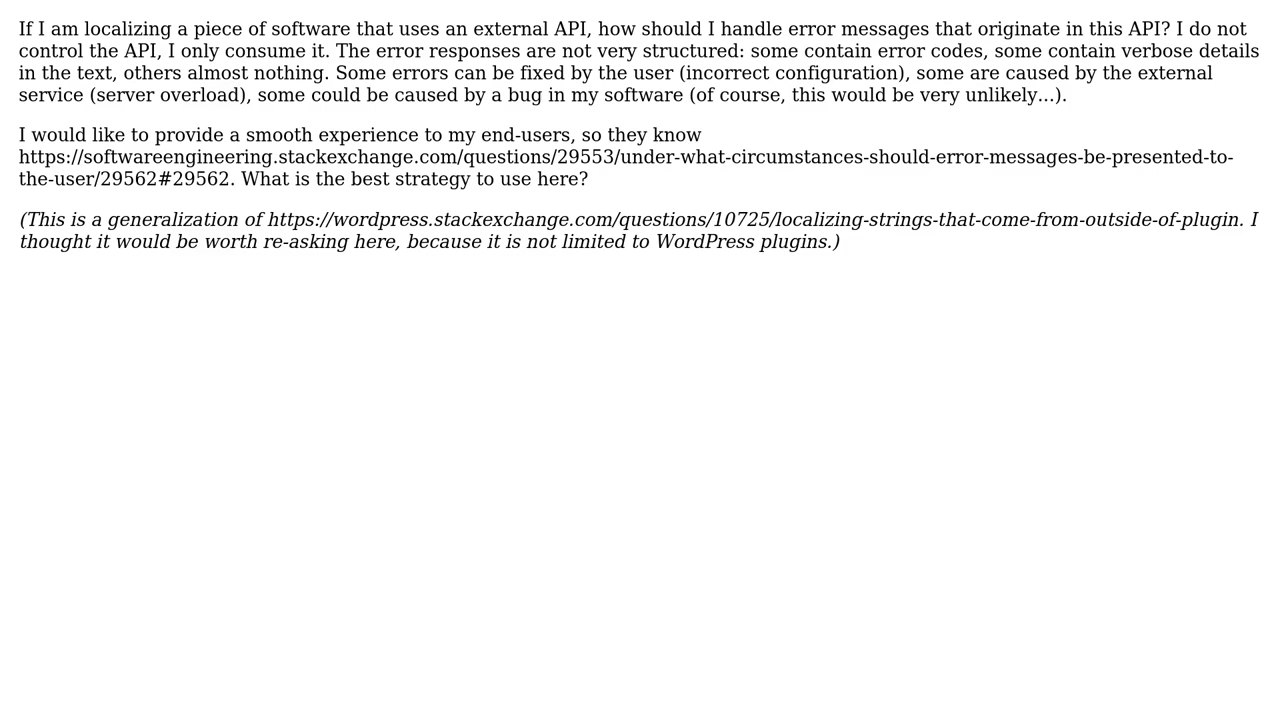 If I am localizing a piece of software that uses an external API, how should I handle error messages that originate in this API? I do not
control the API, I only consume it. The error responses are not very structured: some contain error codes, some contain verbose details
in the text, others almost nothing. Some errors can be fixed by the user (incorrect configuration), some are caused by the external
service (server overload), some could be caused by a bug in my software (of course, this would be very unlikely...).
I would like to provide a smooth experience to my end-users, so they know
https://softwareengineering.stackexchange.com/questions/29553/under-what-circumstances-should-error-messages-be-presented-to-
the-user/29562#29562. What is the best strategy to use here?
(This is a generalization of https://wordpress.stackexchange.com/questions/10725/localizing-strings-that-come-from-outside-of-plugin. I
thought it would be worth re-asking here, because it is not limited to WordPress plugins.)